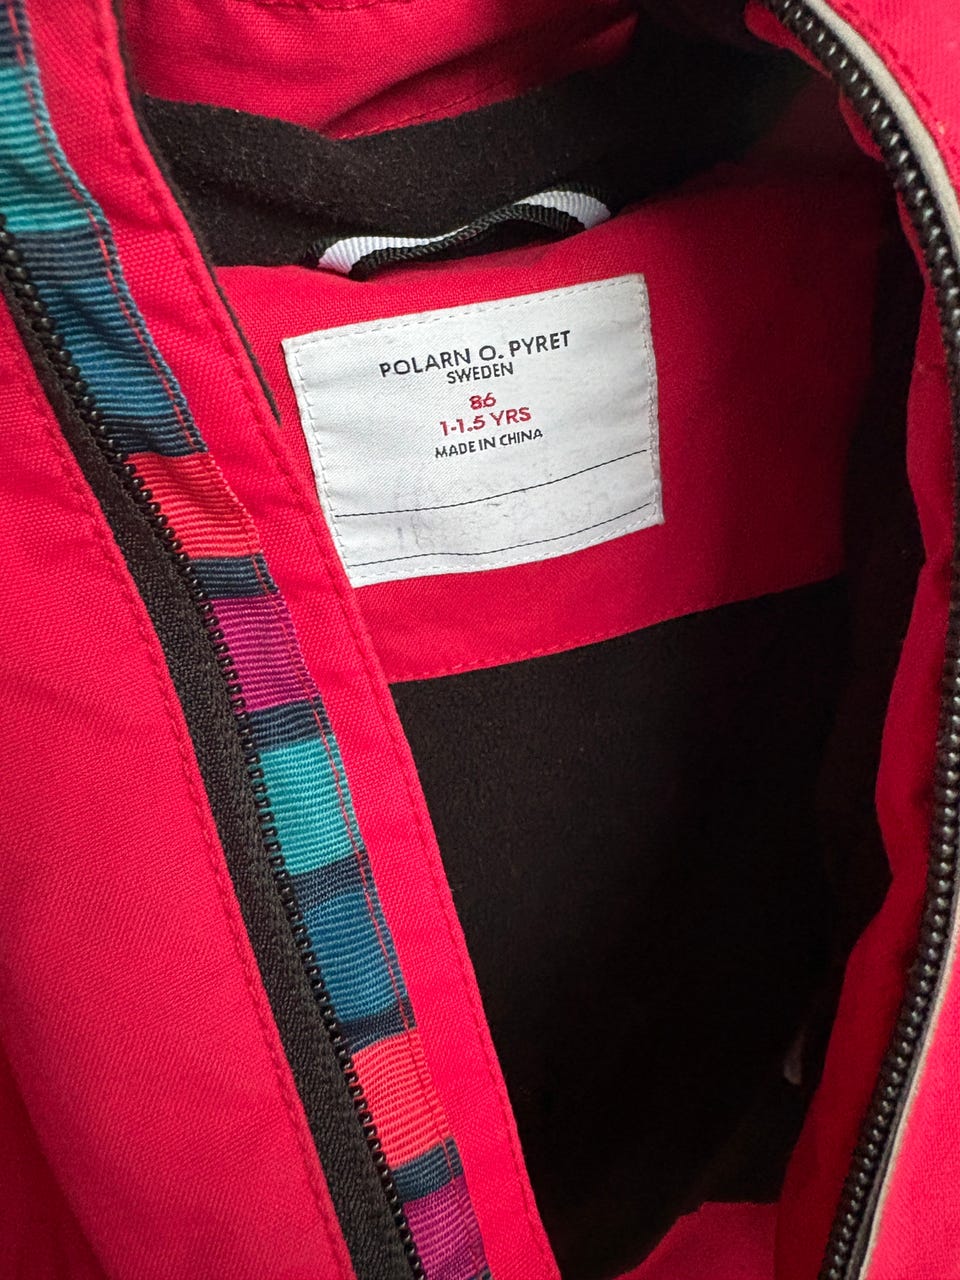 POLARN O. PYRET
SWEDEN
86
1-1.5 YRS
MADE IN CHINA